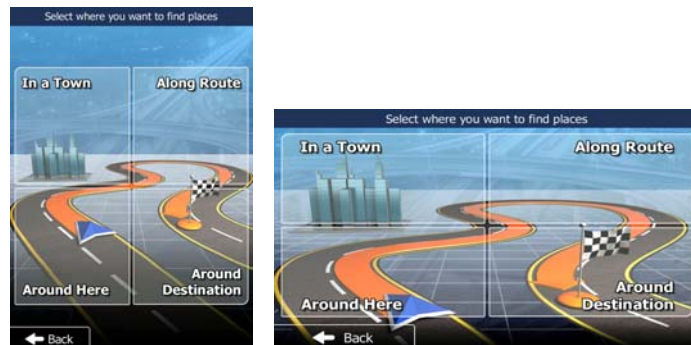 Select where you want to find places
In a Town
Along Route
Around Here
Around
Destination
Back
Select where you want to find places
In a Town
Along Route
Around Here
Around
Destination
Back